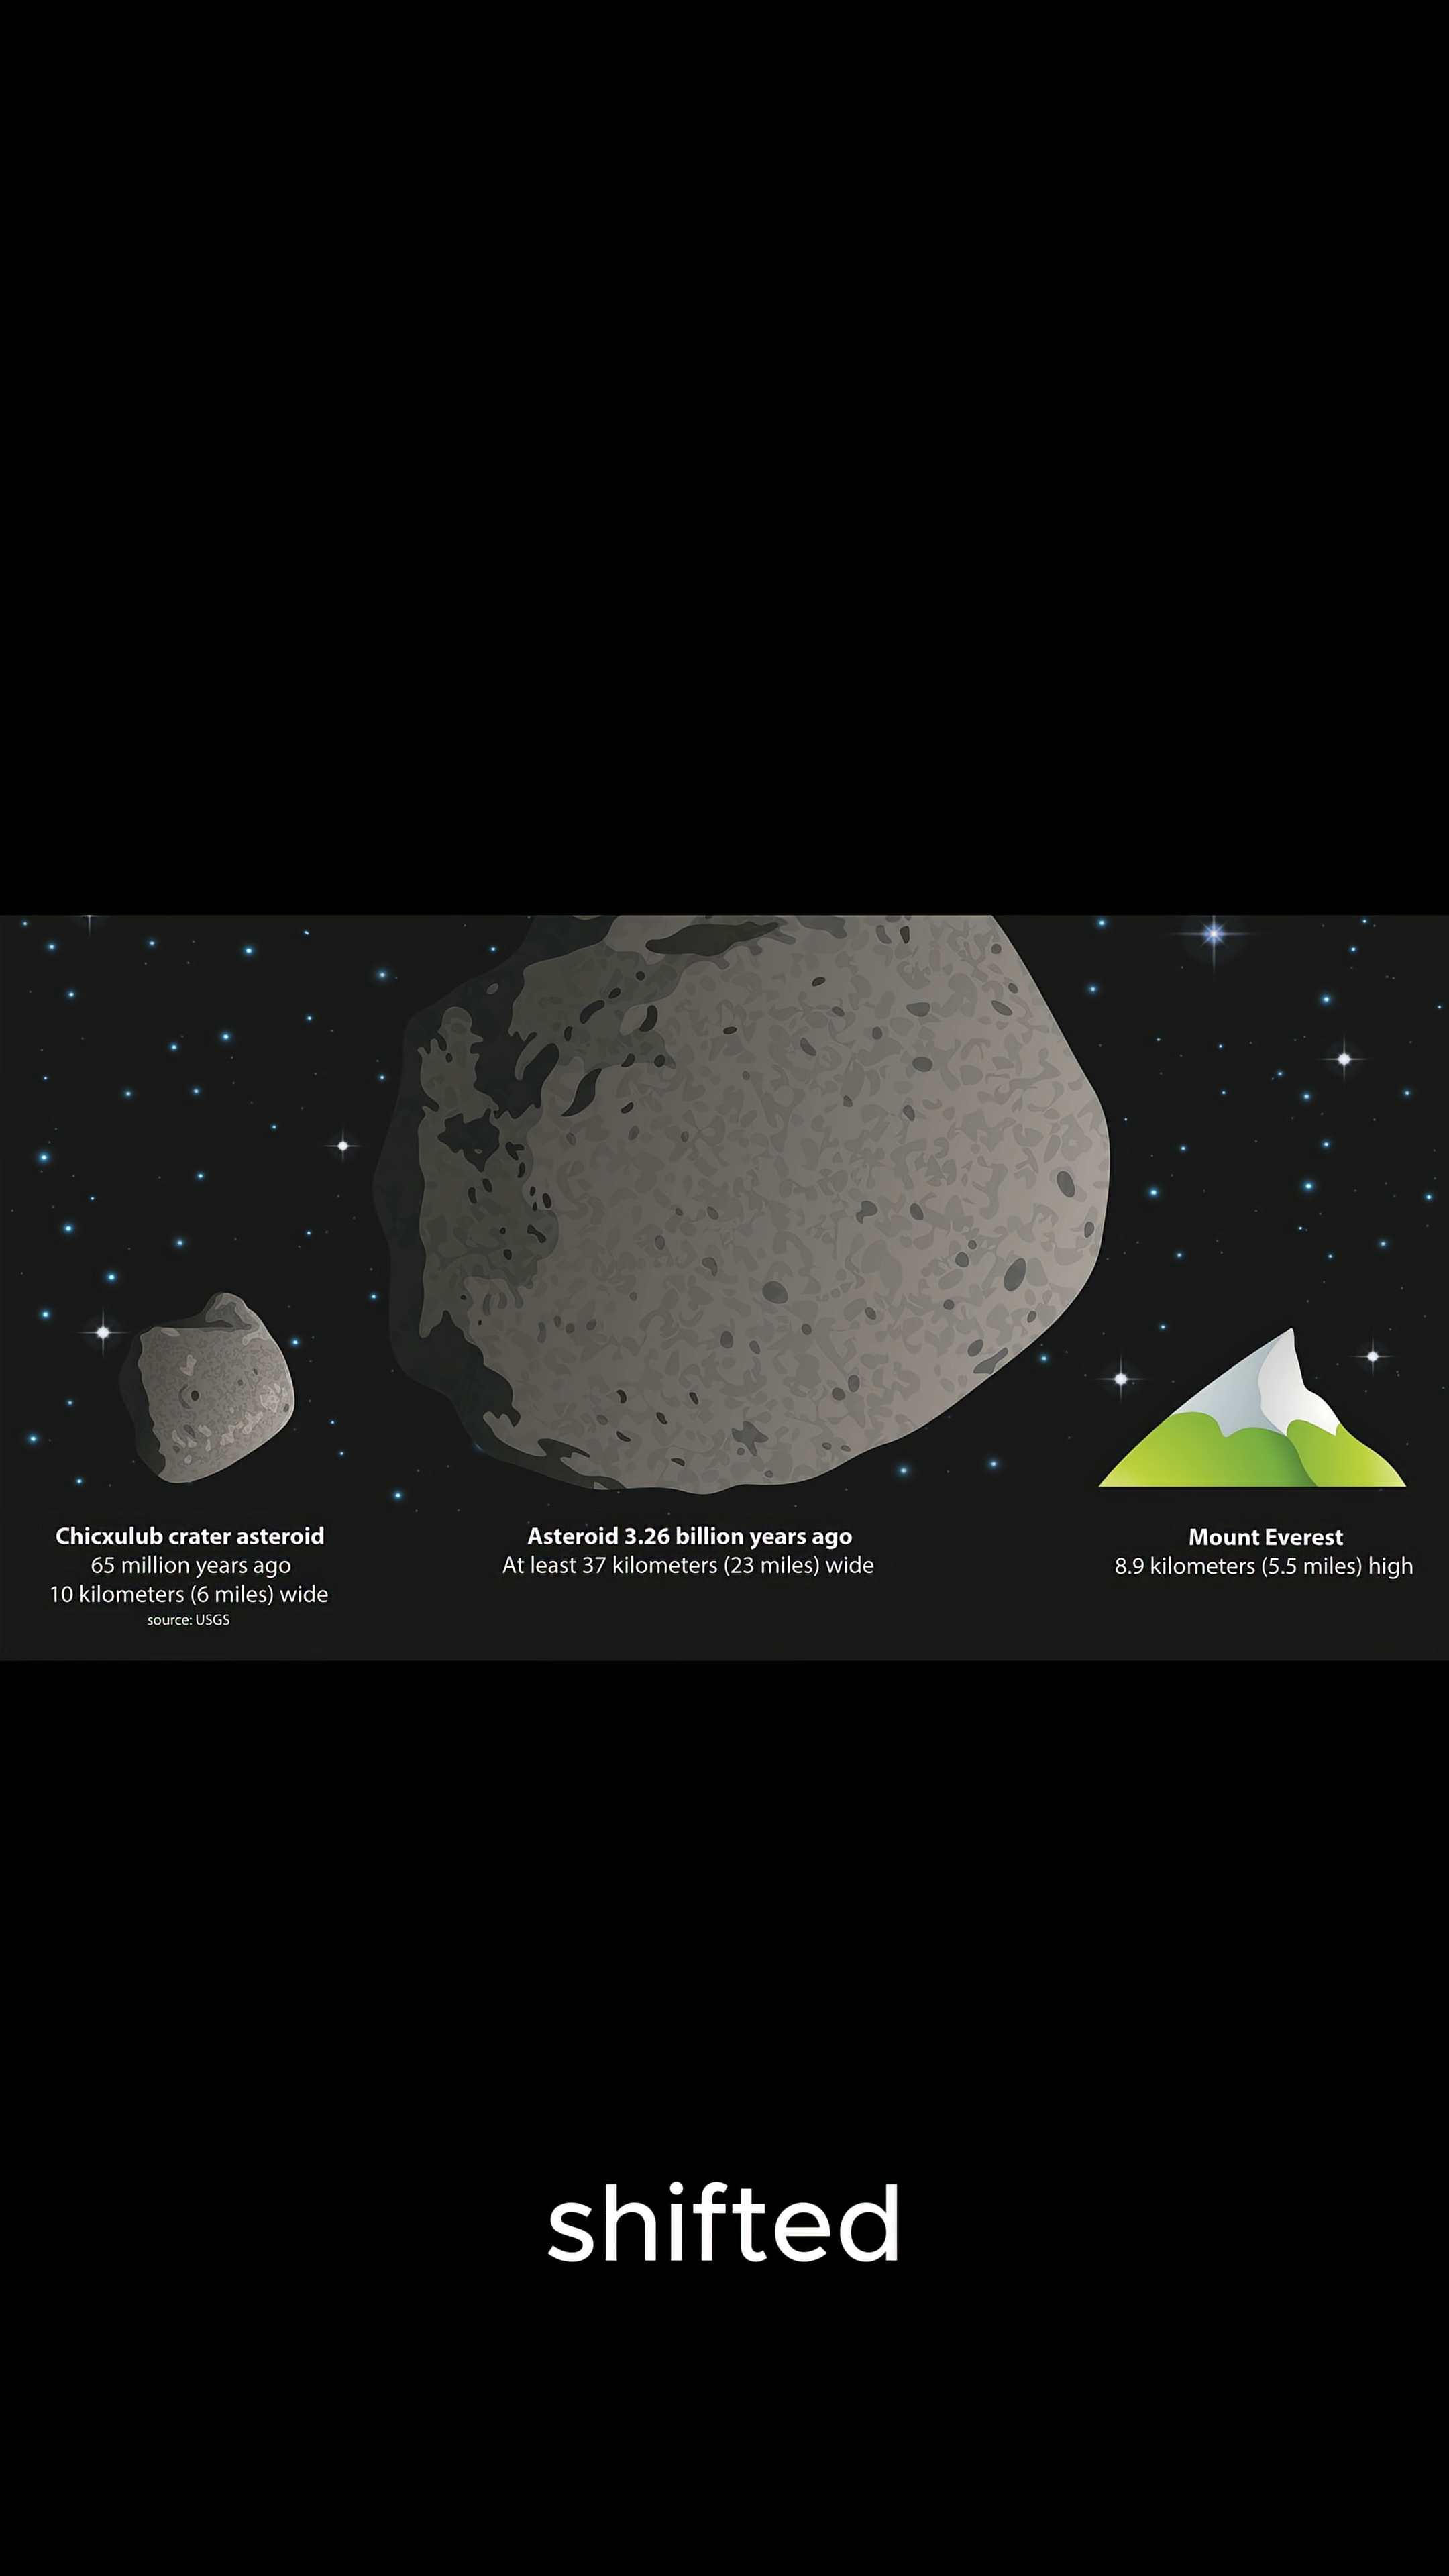 Chicxulub crater asteroid
65 million years ago
10 kilometers (6 miles) wide
source: USGS
Asteroid 3.26 billion years ago
At least 37 kilometers (23 miles) wide
Mount Everest
8.9 kilometers (5.5 miles) high
shifted